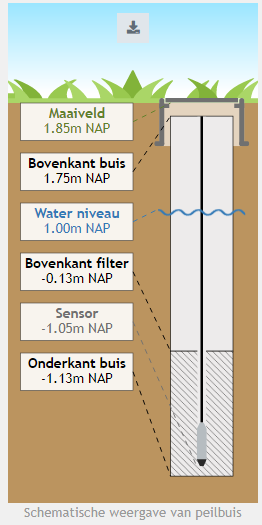 Maaiveld
1.85m NAP
Bovenkant buis
1.75m NAP
Water niveau
1.00m NAP
Bovenkant filter
-0.13m NAP
Sensor
-1.05m NAP
Onderkant buis
-1.13m NAP
Schematische weergave van peilbuis